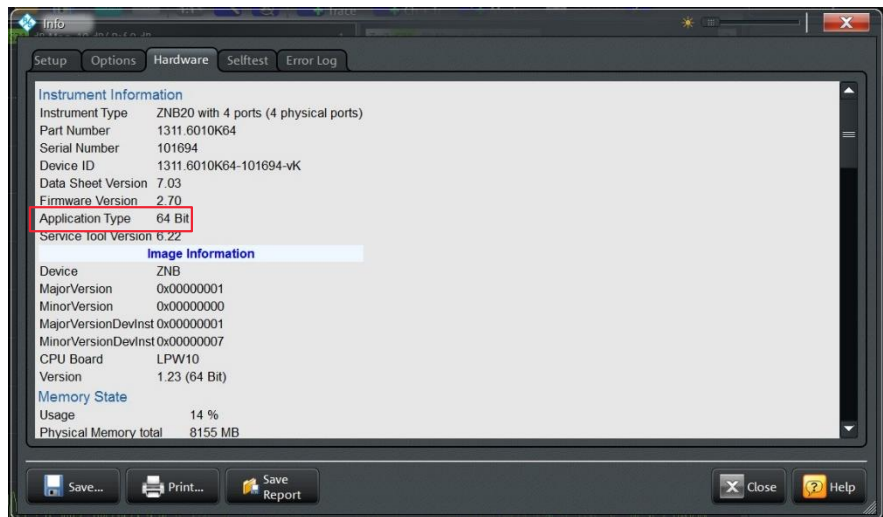 Info
Setup Options Hardware Selftest Error Log
Instrument Information
Instrument Type ZNB20 with 4 ports (4 physical ports)
Part Number 1311.6010K64
Serial Number 101694
Device ID 1311.6010K64-101694-vK
Data Sheet Version 7.03
Firmware Version 2.70
Application Type 64 Bit
Service Tool Version 6.22
Image Information
Device ZNB
MajorVersion 0x00000001
MinorVersion 0x00000000
MajorVersionDevInst 0x00000001
MinorVersionDevInst 0x00000007
CPU Board LPW10
Version 1.23 (64 Bit)
Memory State
Usage 14 %
Physical Memory total 8155 MB
Save... Print... Save Report Close Help